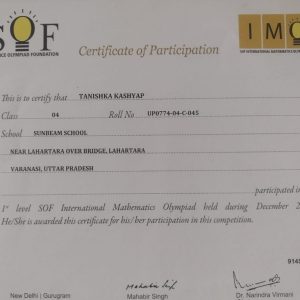 SOF
IMO
NCE OLYMPIAD FOUNDATION
SOF INTERNATIONAL MATHEMATICS OLYMPIAD
Certificate of Participation
This is to certify that TANISHKA KASHYAP
Class 04 Roll No UP0774-04-C-045
School SUNBEAM SCHOOL
NEAR LAHARTARA OVER BRIDGE, LAHARTARA
VARANASI, UTTAR PRADESH
participated in
1st level SOF International Mathematics Olympiad held during December 2
He/She is awarded this certificate for his/her participation in this competition.
New Delhi | Gurugram
Mahabir Singh
Dr. Narindra Virmani